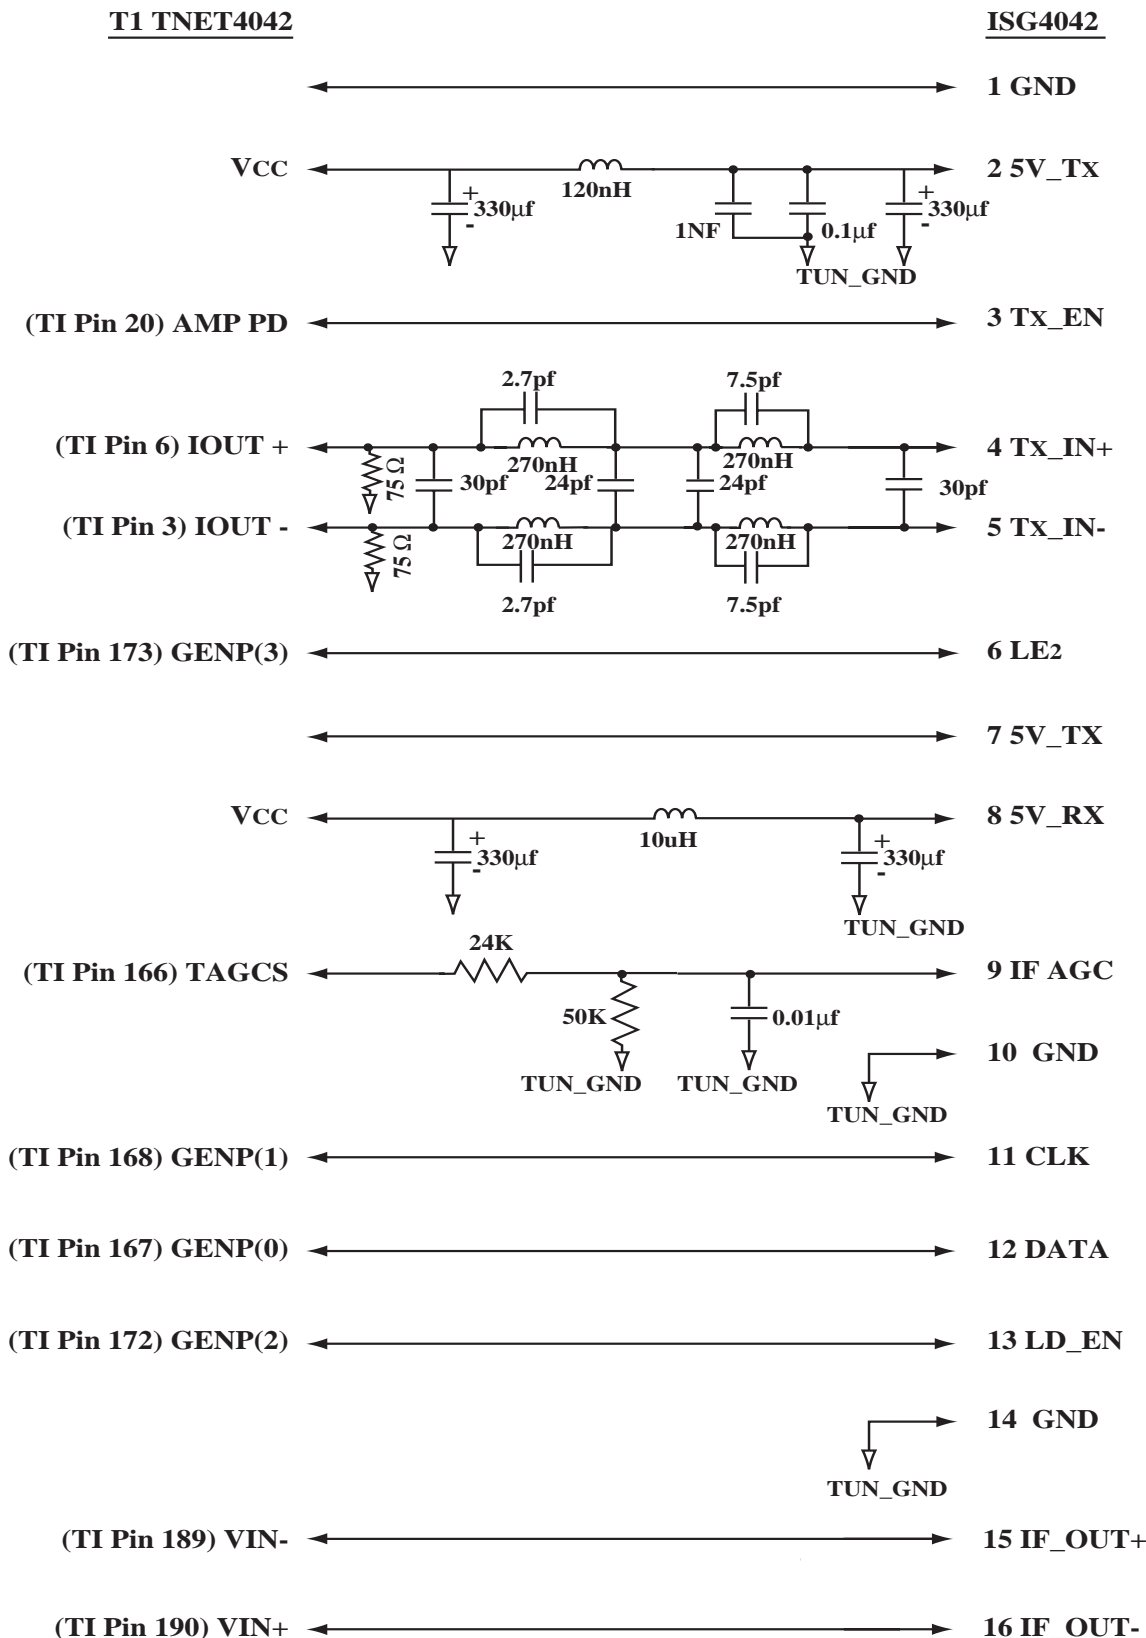 T1 TNET4042 ISG4042
1 GND
VCC 2 5V_TX
120nH
+ + 
330µf 1NF 0.1µf 330µf
- -
TUN_GND
(TI Pin 20) AMP PD 3 TX_EN
2.7pf 7.5pf
(TI Pin 6) IOUT + 4 TX_IN+
270nH 270nH
75 Ω 30pf 24pf 24pf 30pf
(TI Pin 3) IOUT - 5 TX_IN-
270nH 270nH
75 Ω
2.7pf 7.5pf
(TI Pin 173) GENP(3) 6 LE2
7 5V_TX
VCC 8 5V_RX
10uH
+ +
330µf 330µf
- -
TUN_GND
24K
(TI Pin 166) TAGCS 9 IF AGC
50K 0.01µf
10 GND
TUN_GND TUN_GND
TUN_GND
(TI Pin 168) GENP(1) 11 CLK
(TI Pin 167) GENP(0) 12 DATA
(TI Pin 172) GENP(2) 13 LD_EN
14 GND
TUN_GND
(TI Pin 189) VIN- 15 IF_OUT+
(TI Pin 190) VIN+ 16 IF_OUT-